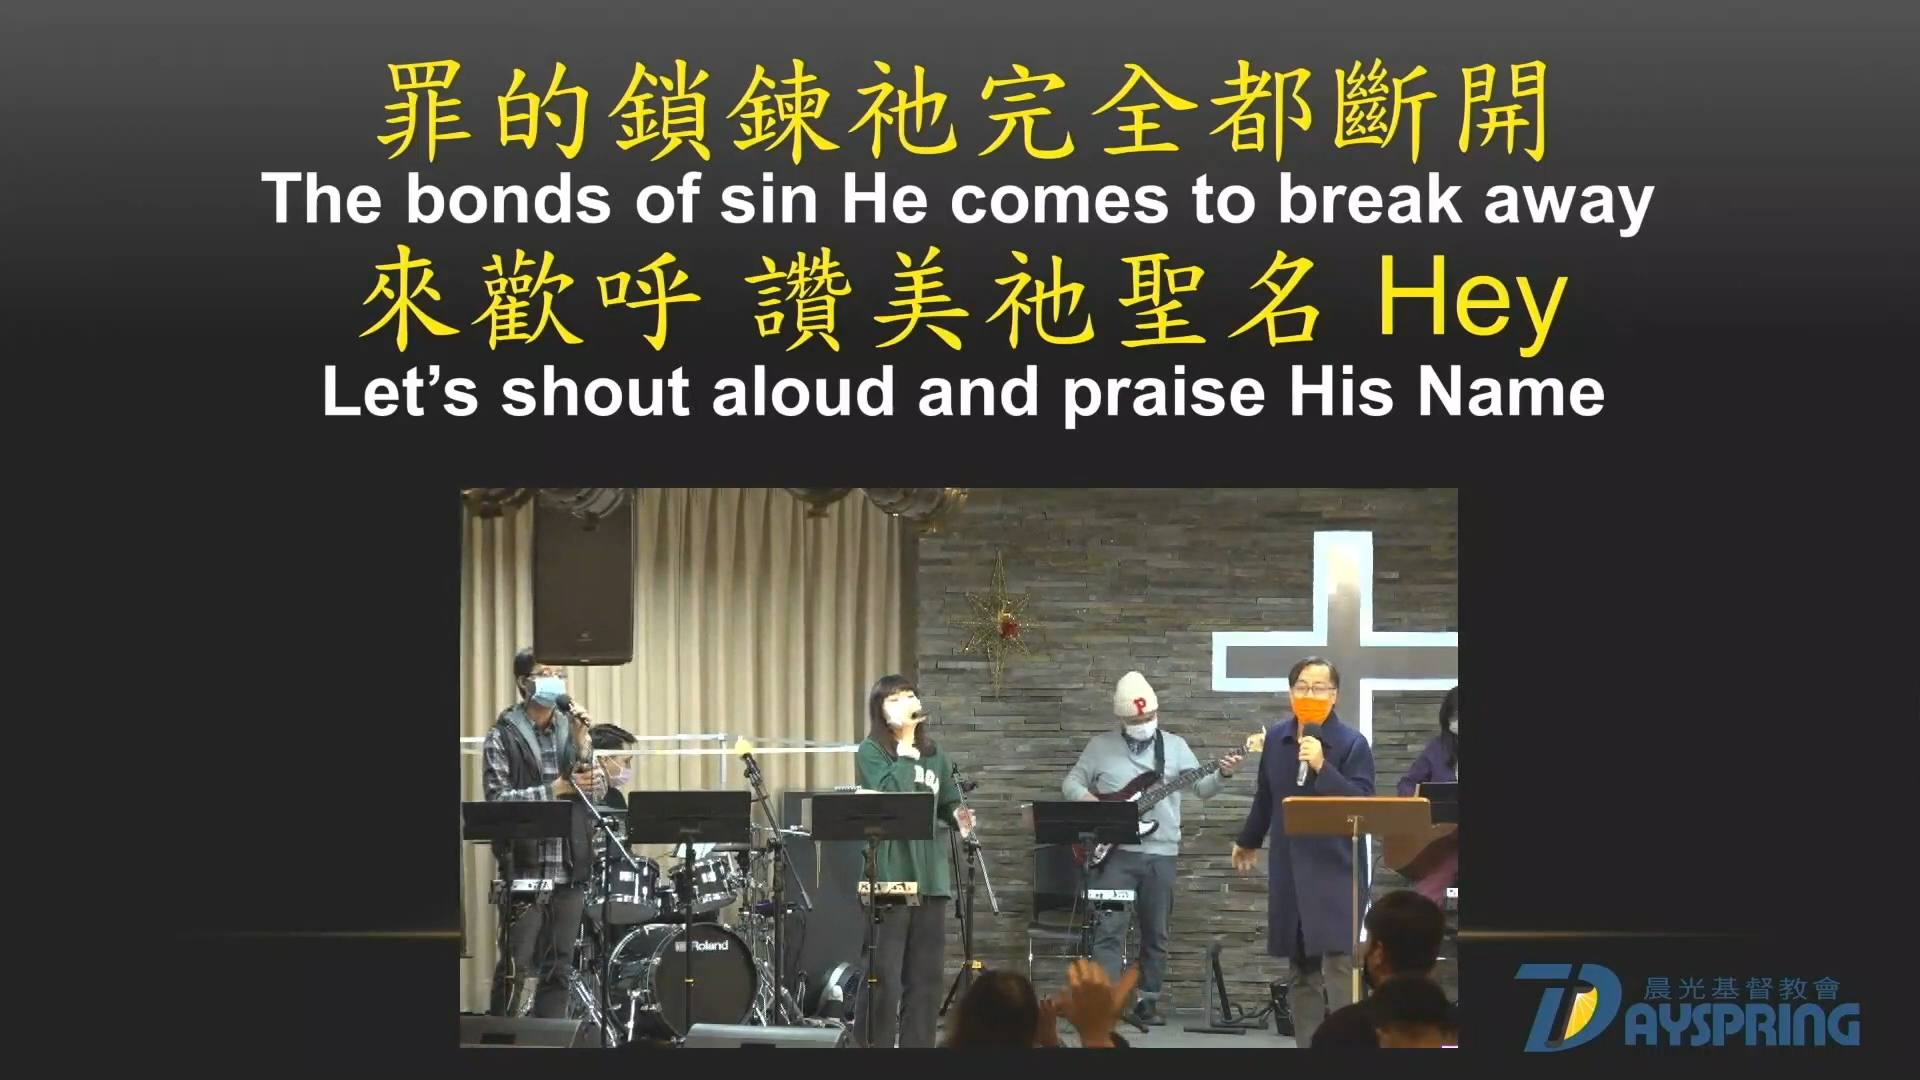 罪的鎖鍊祂完全都斷開
The bonds of sin He comes to break away
來歡呼 讚美祂聖名 Hey
Let's shout aloud and praise His Name
P
Roland
晨光基督教會
DAYSPRING